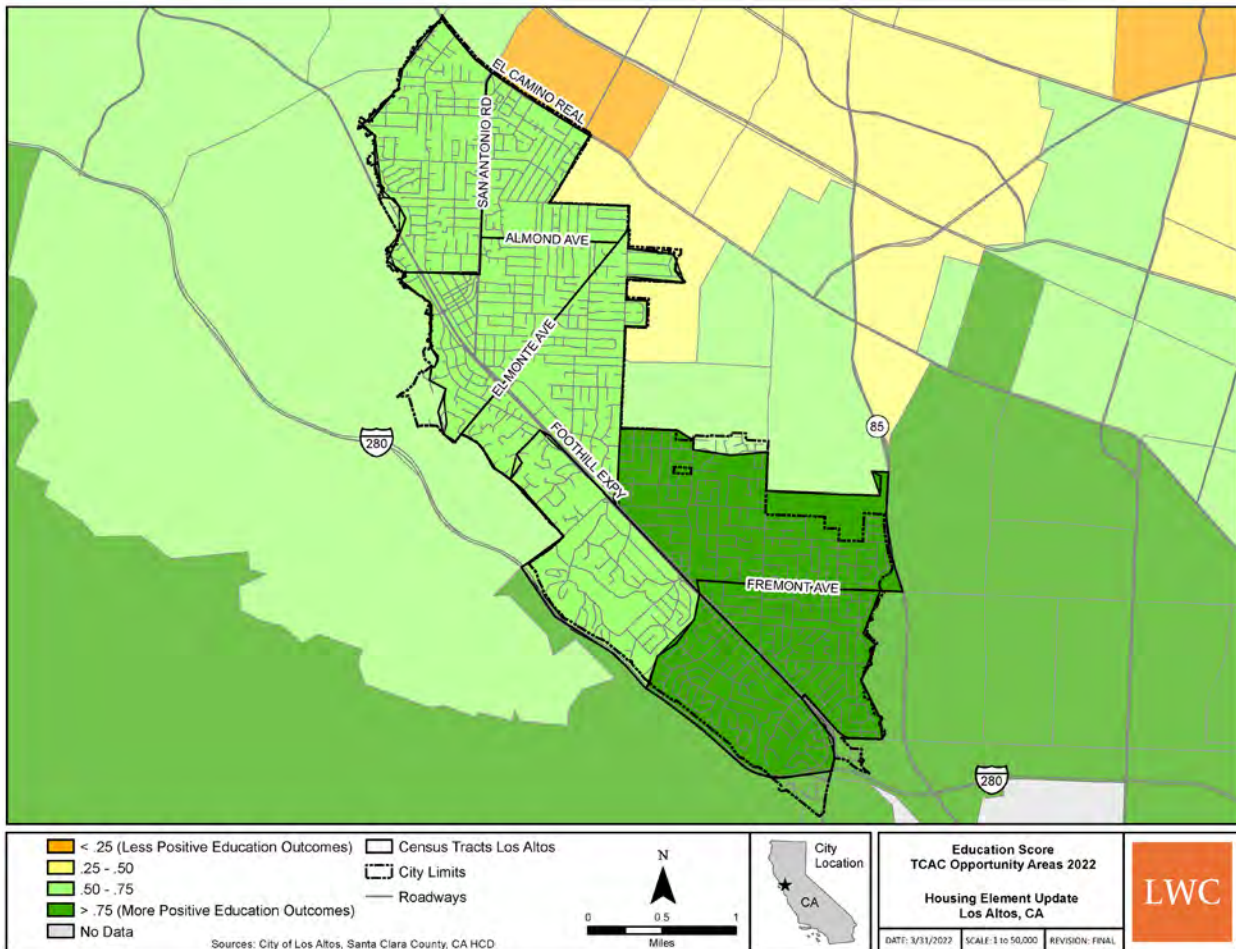 EL CAMINO REAL
SAN ANTONIO RD
ALMOND AVE
EL MONTE AVE
280
FOOTHILL EXPY
85
FREMONT AVE
280
< .25 (Less Positive Education Outcomes)
.25 - .50
.50 - .75
> .75 (More Positive Education Outcomes)
No Data
Census Tracts Los Altos
City Limits
Roadways
Sources: City of Los Altos, Santa Clara County, CA HCD
N
0 0.5 1
Miles
City
Location
CA
Education Score
TCAC Opportunity Areas 2022
Housing Element Update
Los Altos, CA
DATE: 3/31/2022 SCALE: 1 to 50,000 REVISION: FINAL
LWC